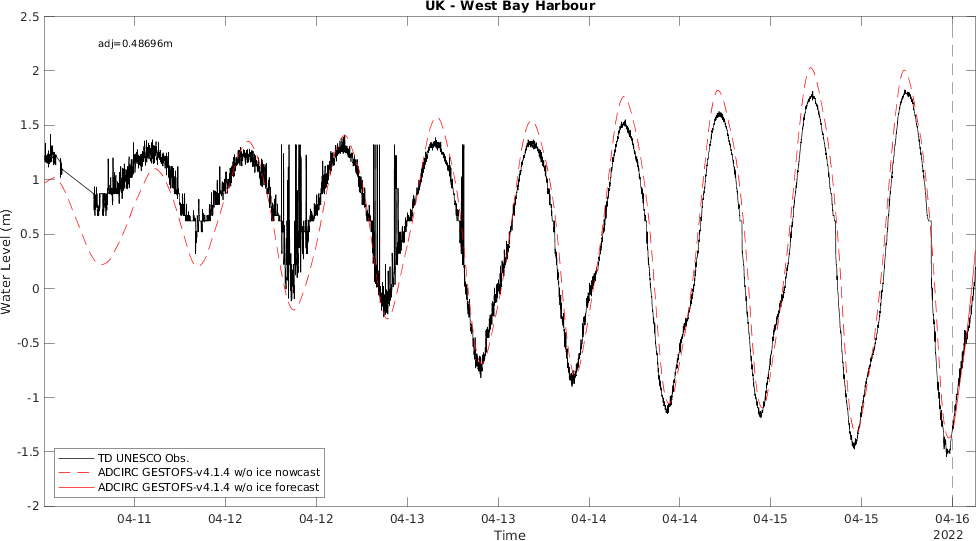 UK - West Bay Harbour
adj=0.48696m
2.5
2
1.5
1
0.5
0
-0.5
-1
-1.5
-2
Water Level (m)
TD UNESCO Obs.
ADCIRC GESTOFS-v4.1.4 w/o ice nowcast
ADCIRC GESTOFS-v4.1.4 w/o ice forecast
04-11 04-12 04-12 04-13 04-13 04-14 04-14 04-15 04-15 04-16
2022
Time